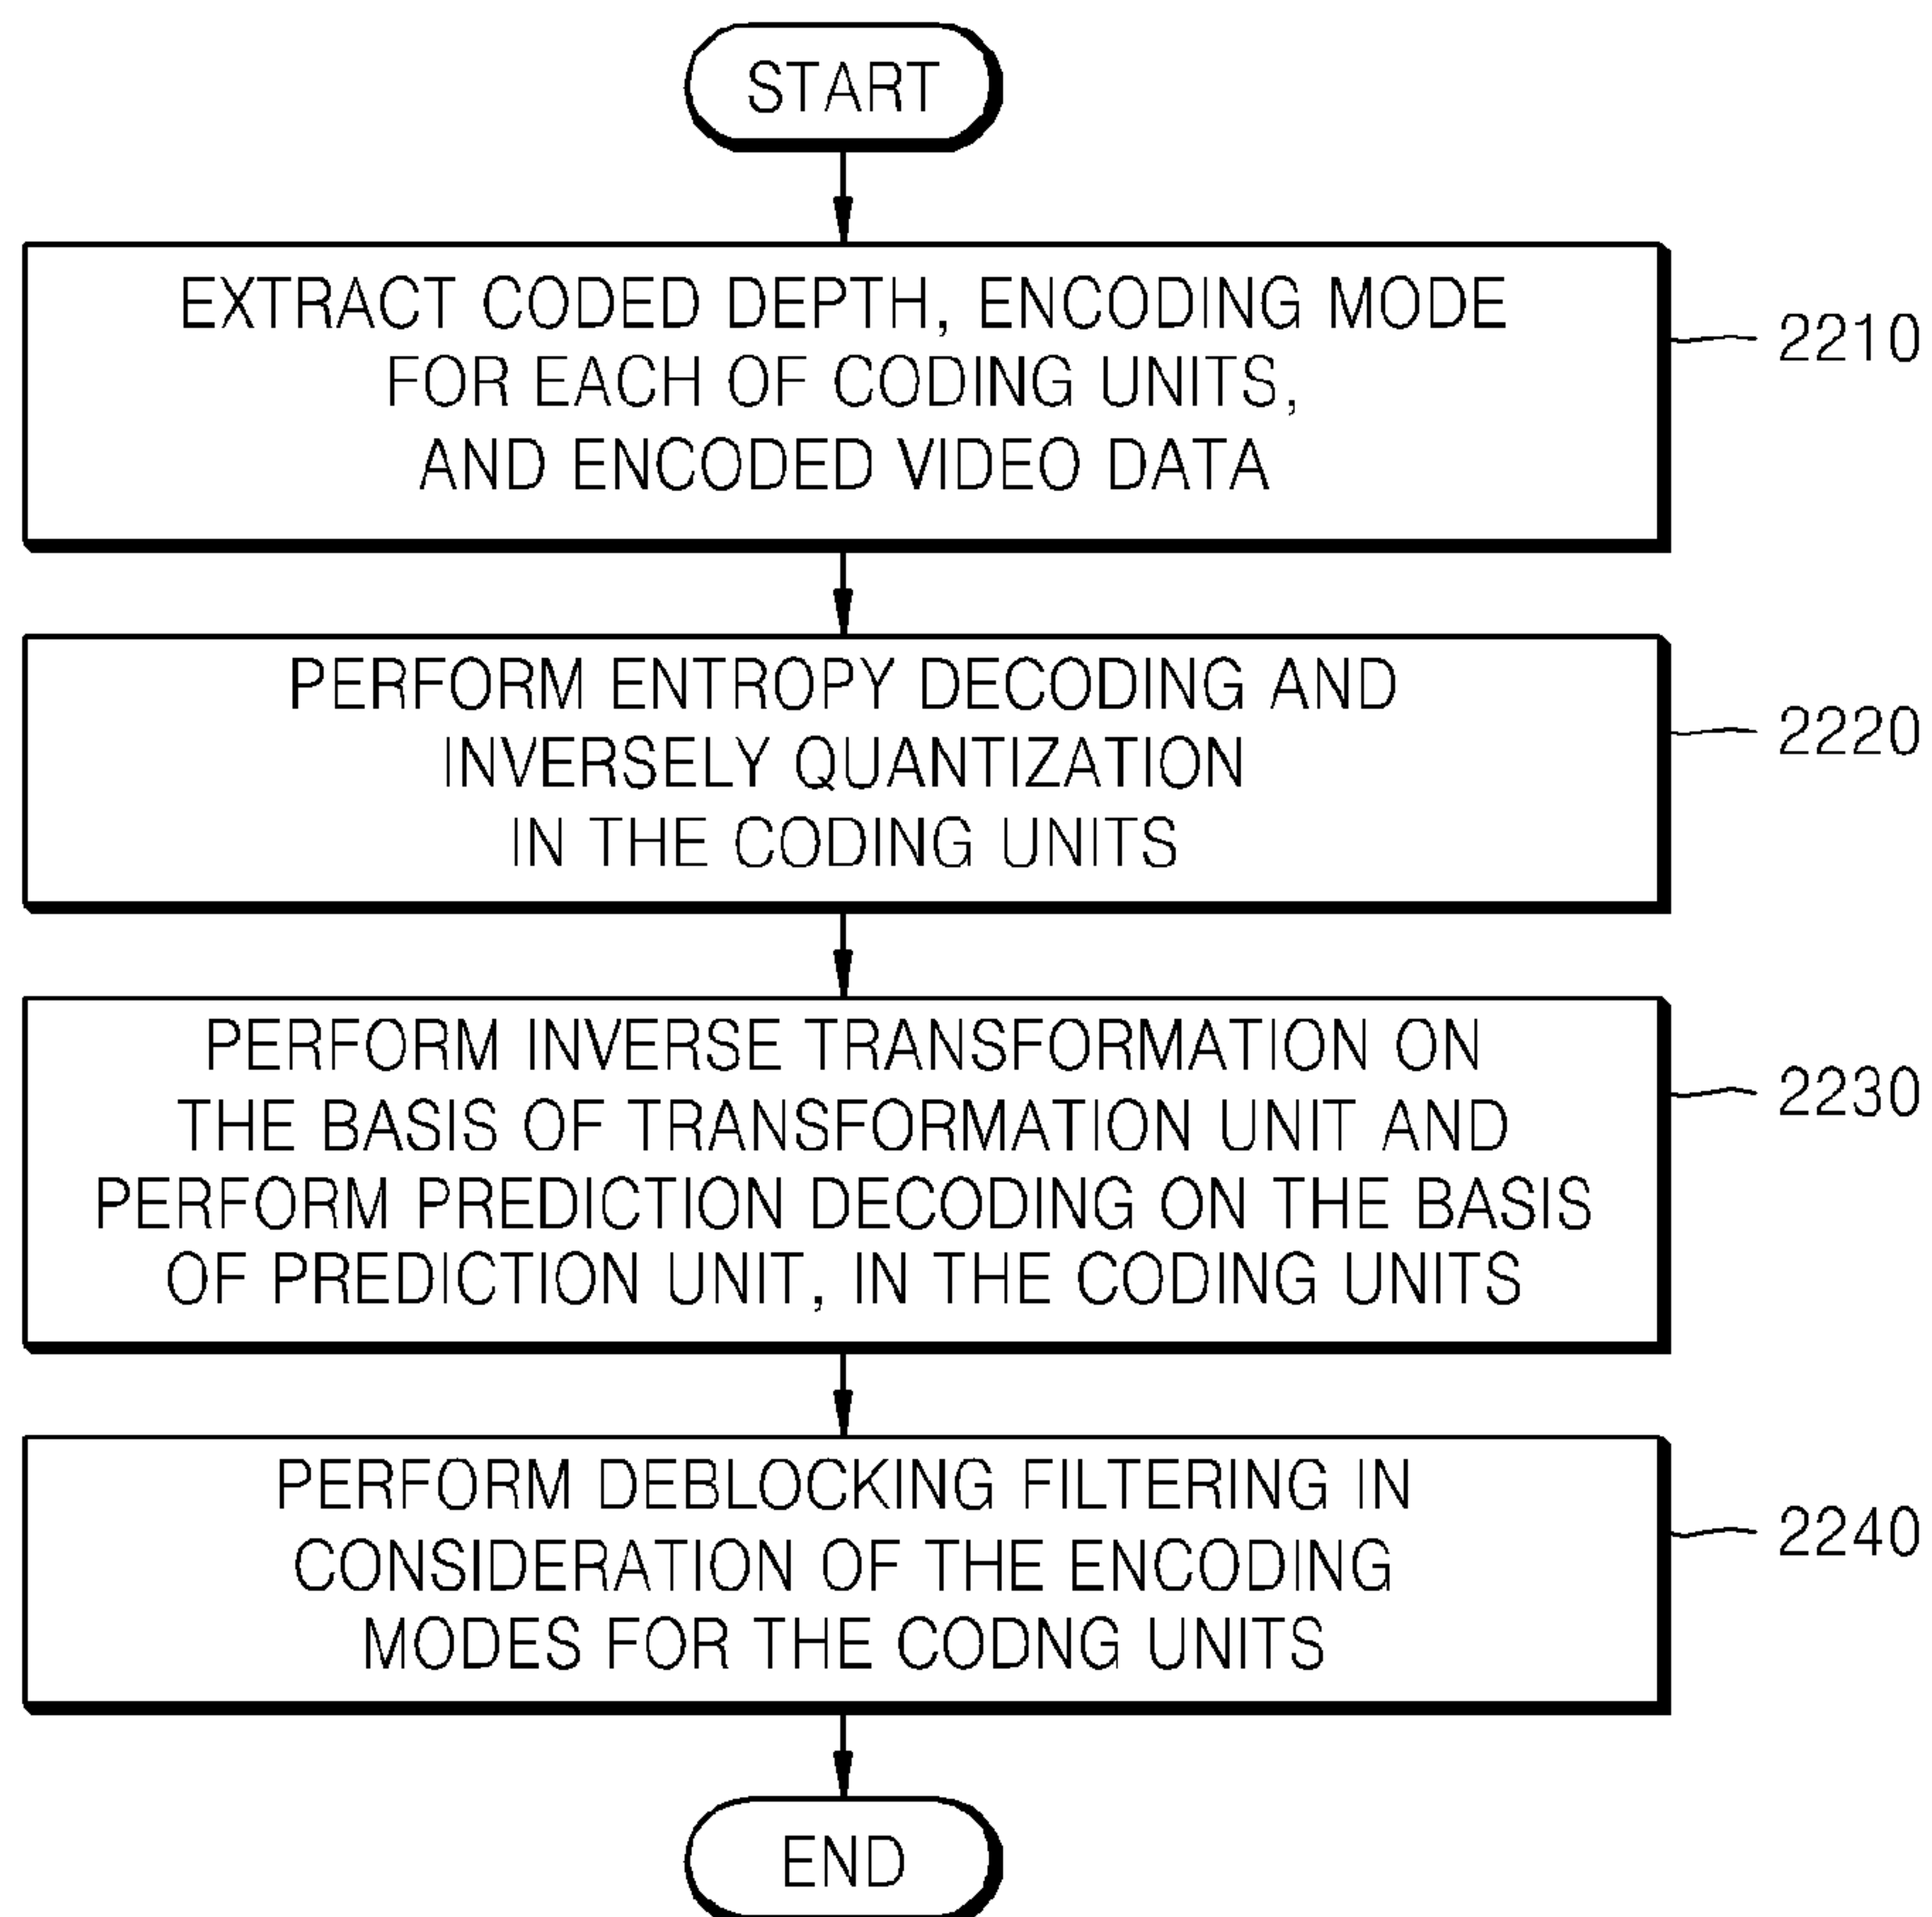 START
EXTRACT CODED DEPTH, ENCODING MODE
FOR EACH OF CODING UNITS,
AND ENCODED VIDEO DATA
2210
PERFORM ENTROPY DECODING AND
INVERSELY QUANTIZATION
IN THE CODING UNITS
2220
PERFORM INVERSE TRANSFORMATION ON
THE BASIS OF TRANSFORMATION UNIT AND
PERFORM PREDICTION DECODING ON THE BASIS
OF PREDICTION UNIT, IN THE CODING UNITS
2230
PERFORM DEBLOCKING FILTERING IN
CONSIDERATION OF THE ENCODING
MODES FOR THE CODNG UNITS
2240
END